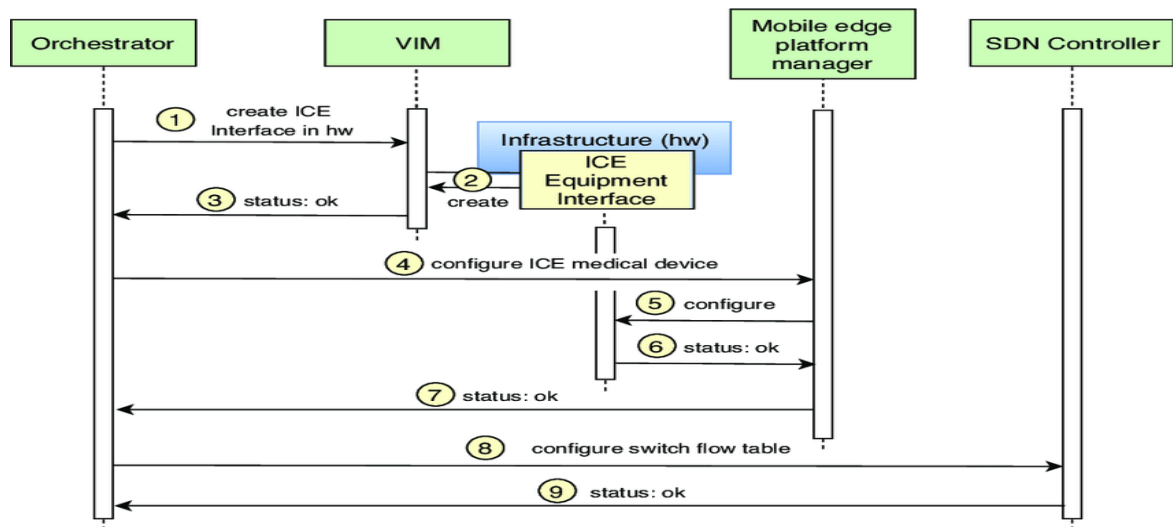 Orchestrator
VIM
Mobile edge
platform
manager
SDN Controller
1
create ICE
Interface in hw
Infrastructure (hw)
ICE
Equipment
Interface
2
create
3 status: ok
4 configure ICE medical device
5 configure
6 status: ok
7 status: ok
8 configure switch flow table
9 status: ok